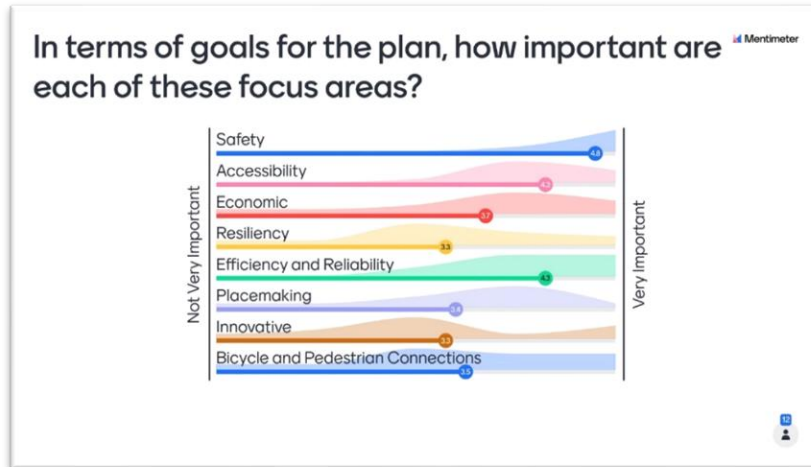 In terms of goals for the plan, how important are
each of these focus areas?
Mentimeter
Not Very Important
Safety
4.8
Accessibility
4.3
Economic
3.7
Resiliency
3.3
Efficiency and Reliability
4.3
Placemaking
3.4
Innovative
3.3
Bicycle and Pedestrian Connections
3.5
Very Important
12